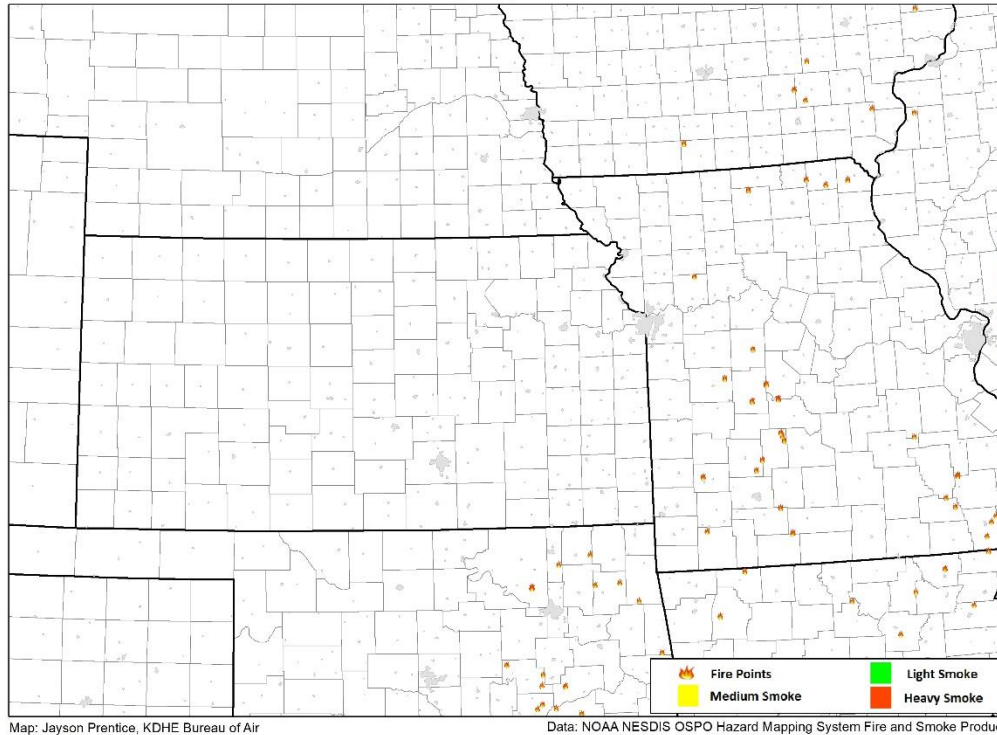 Fire Points
Light Smoke
Medium Smoke
Heavy Smoke
Map: Jayson Prentice, KDHE Bureau of Air
Data: NOAA NESDIS OSPO Hazard Mapping System Fire and Smoke Produc